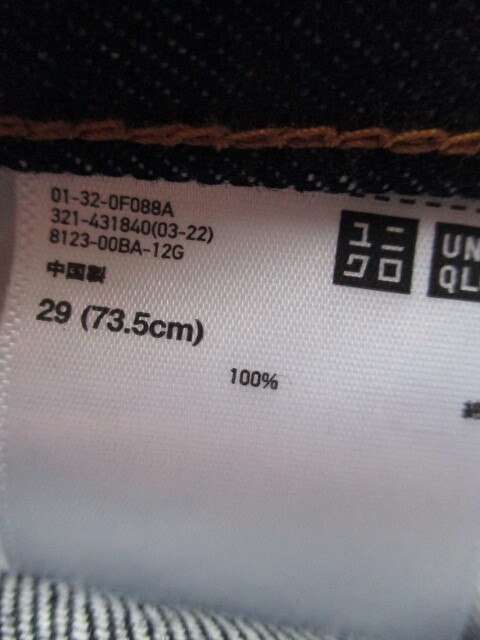 01-32-0F088A
321-431840(03-22)
8123-00BA-12G
中国製
29 (73.5cm)
100%
ユニ
クロ
UN
QL